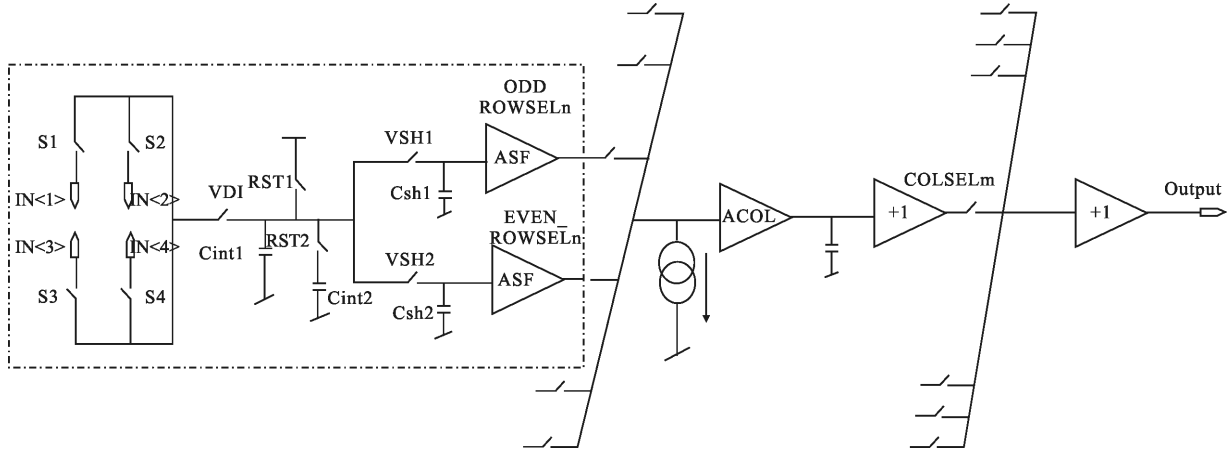 ODD
ROWSELn
S1
S2
VSH1
ASF
IN<1>
IN<2>
VDI
RST1
Csh1
COLSELm
Output
ACOL
+1
+1
IN<3>
IN<4>
Cint1
RST2
EVEN_
ROWSELn
VSH2
ASF
S3
S4
Cint2
Csh2